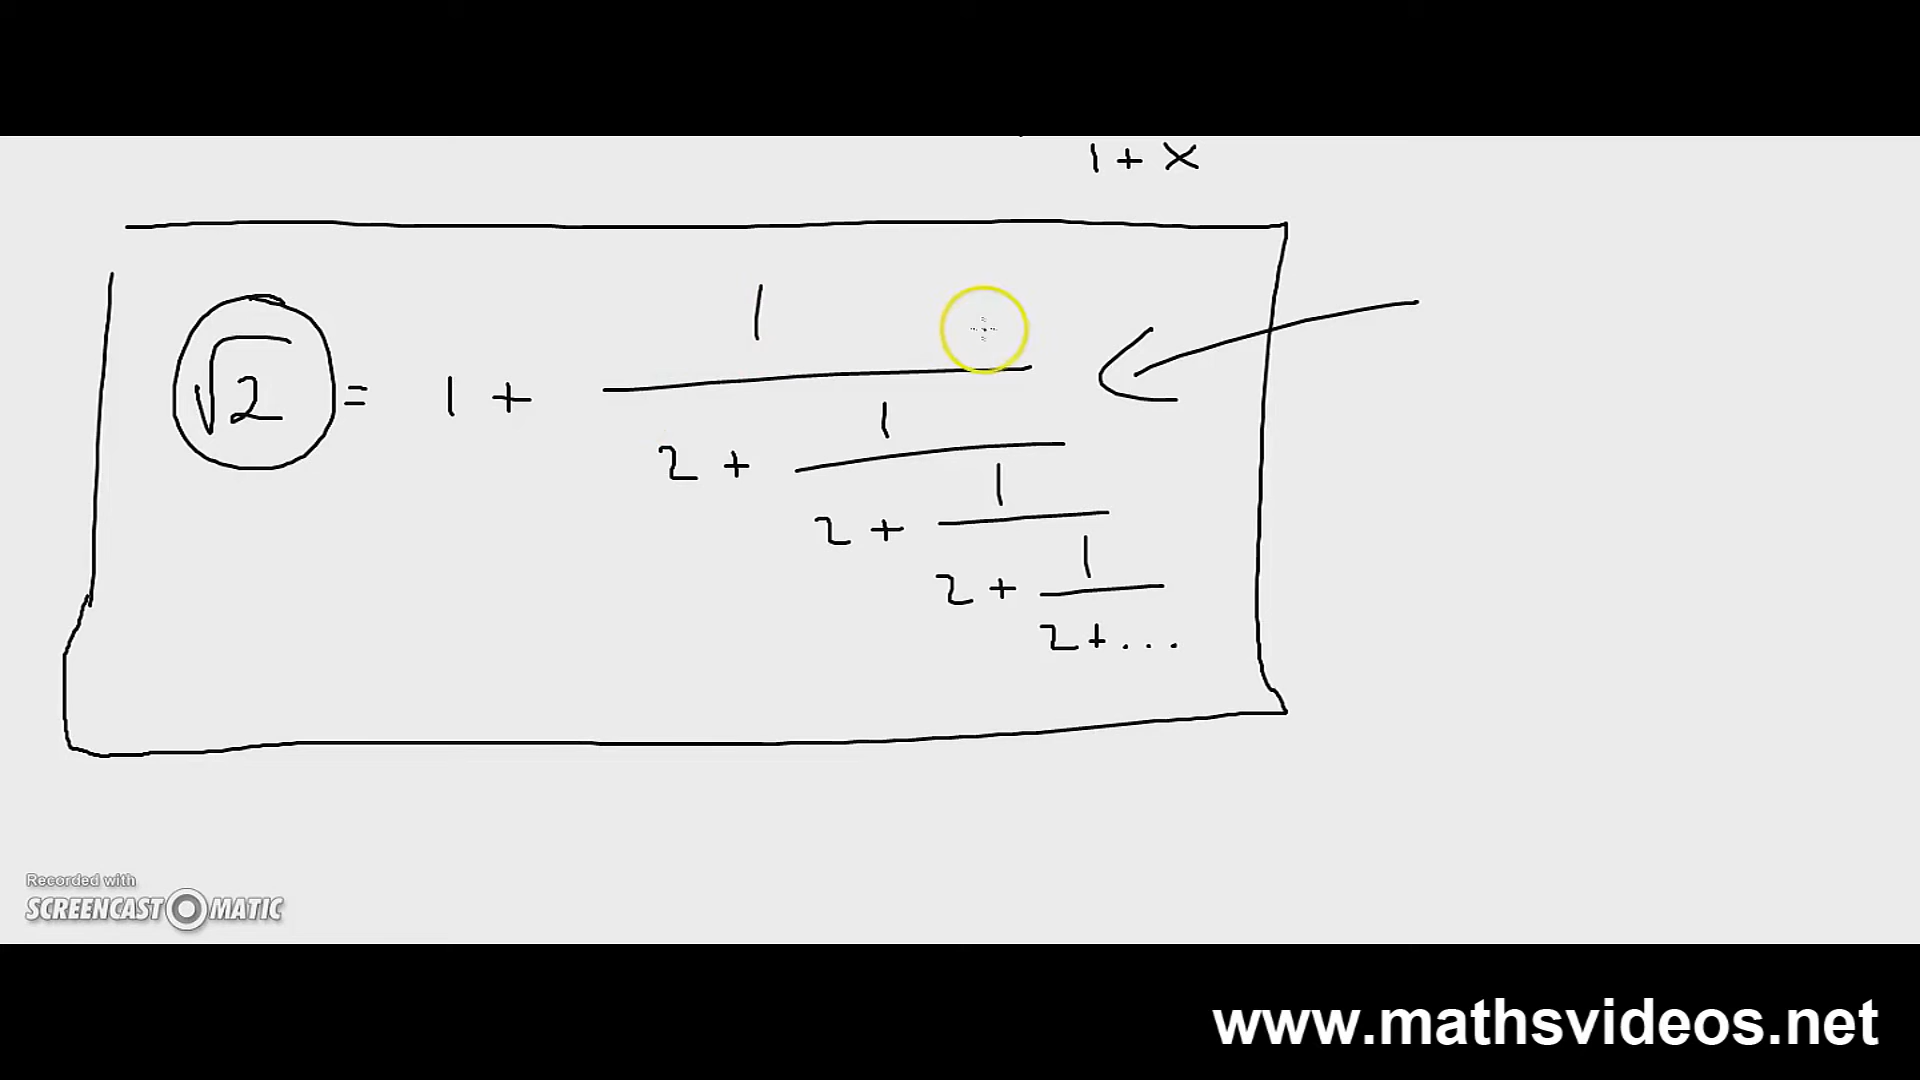 1 + x
√2 = 1 + 1
2 + 1
2 + 1
2 + 1
2 + ...
Recorded with
SCREENCAST MATIC
www.mathsvideos.net